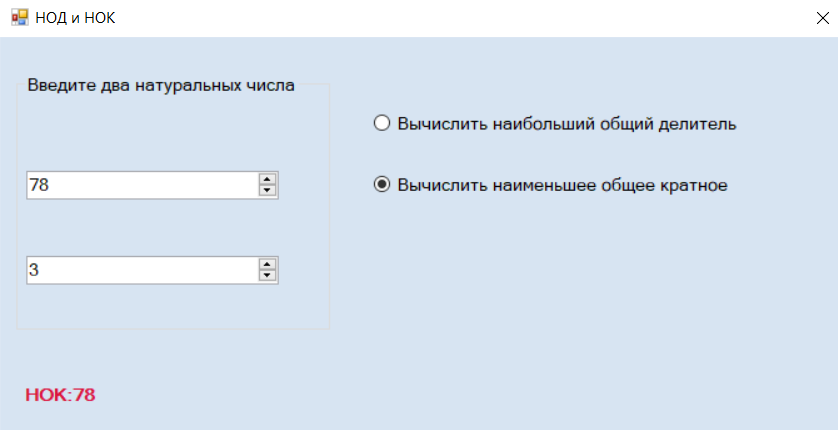 НОД и НОК
Введите два натуральных числа
78
3
Вычислить наибольший общий делитель
Вычислить наименьшее общее кратное
НОК:78